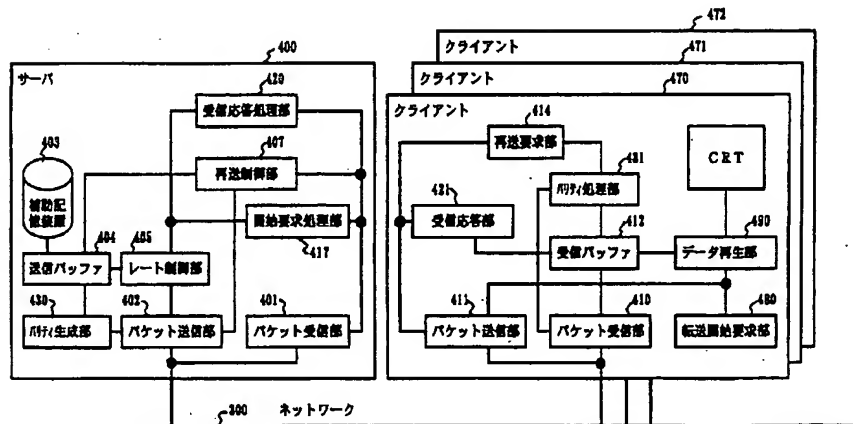 472
クライアント
471
クライアント
400
サーバ
470
クライアント
420
受信応答処理部
414
再送要求部
CRT
403
補助記憶装置
407
再送制御部
431
パリティ処理部
421
受信応答部
開始要求処理部
417
412
受信バッファ
490
データ再生部
404
送信バッファ
405
レート制御部
430
パリティ生成部
402
パケット送信部
401
パケット受信部
411
パケット送信部
410
パケット受信部
480
転送開始要求部
300
ネットワーク